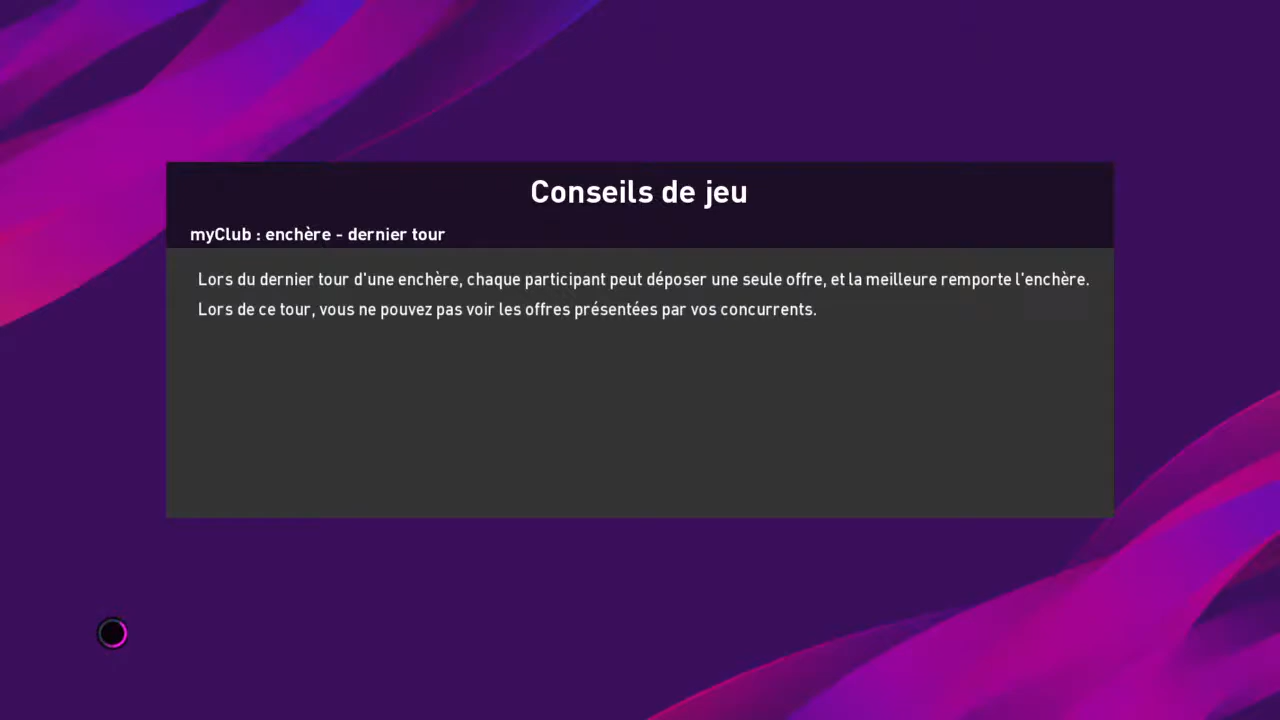 Conseils de jeu
myClub : enchère - dernier tour
Lors du dernier tour d'une enchère, chaque participant peut déposer une seule offre, et la meilleure remporte l'enchère.
Lors de ce tour, vous ne pouvez pas voir les offres présentées par vos concurrents.